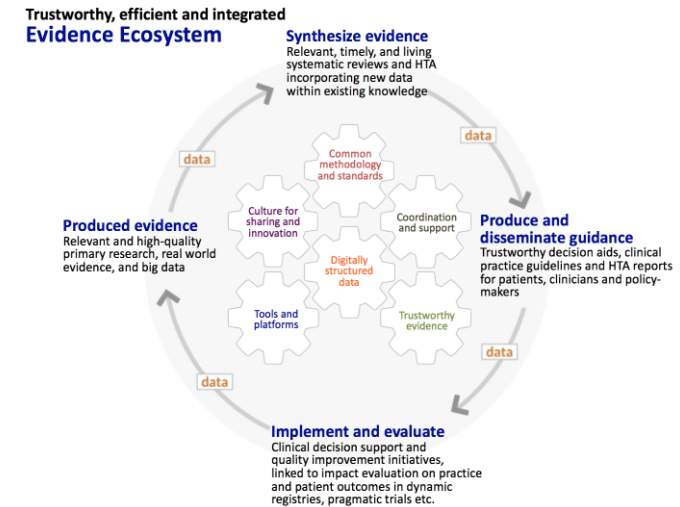 Trustworthy, efficient and integrated
Evidence Ecosystem
Synthesize evidence
Relevant, timely, and living
systematic reviews and HTA
incorporating new data
within existing knowledge
data
data
Common
methodology
and standards
Culture for
sharing and
innovation
Coordination
and support
Produced evidence
Relevant and high-quality
primary research, real world
evidence, and big data
Produce and
disseminate guidance
Trustworthy decision aids, clinical
practice guidelines and HTA reports
for patients, clinicians and policy-
makers
Digitally
structured
data
Tools and
platforms
Trustworthy
evidence
data
data
Implement and evaluate
Clinical decision support and
quality improvement initiatives,
linked to impact evaluation on practice
and patient outcomes in dynamic
registries, pragmatic trials etc.